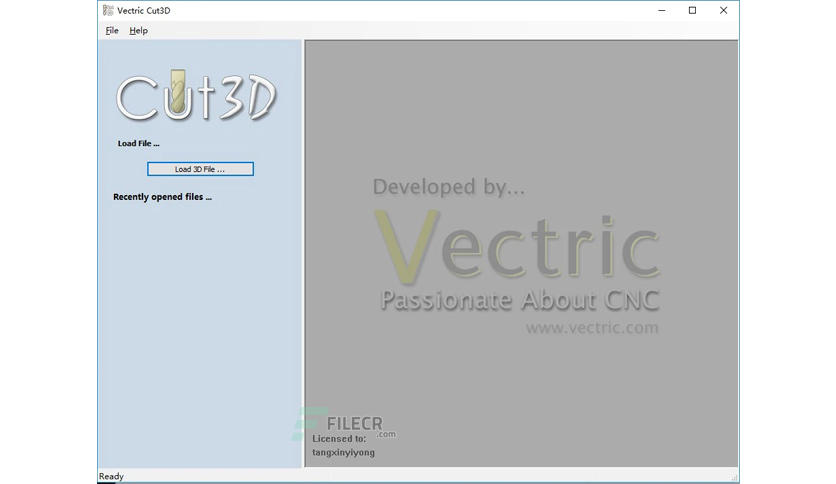 Vectric Cut3D
File Help
Cut3D
Load File ...
Load 3D File ...
Recently opened files ...
Developed by...
Vectric
Passionate About CNC
www.vectric.com
FILECR
.com
Licensed to:
tangxinyiyong
Ready